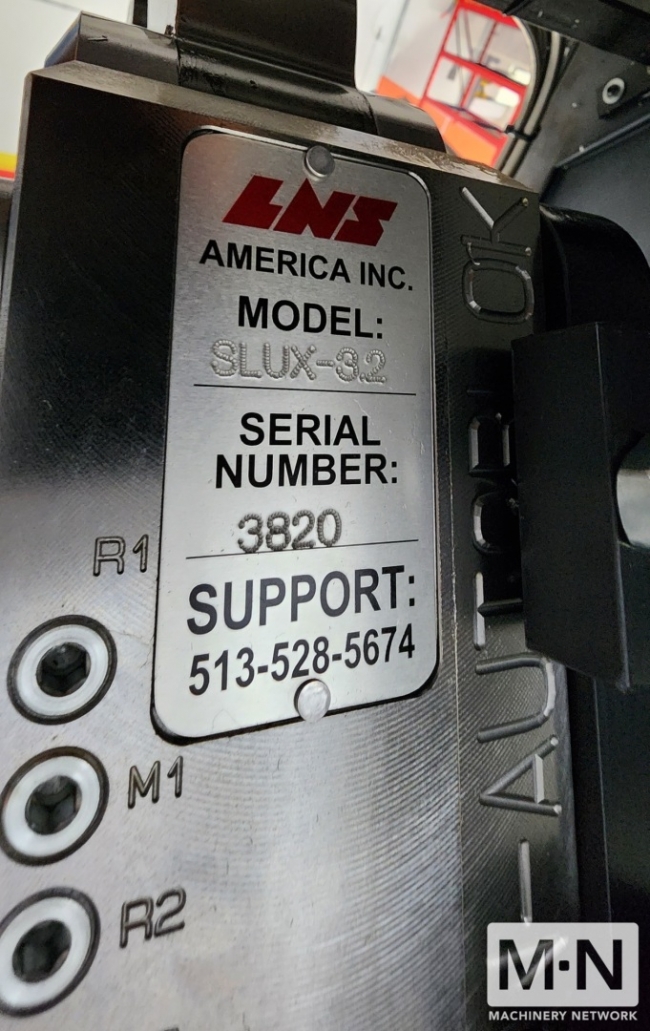 LNS
AMERICA INC.
MODEL:
SLUX-3.2
SERIAL
NUMBER:
3820
SUPPORT:
513-528-5674
R1
M1
R2
M·N
MACHINERY NETWORK